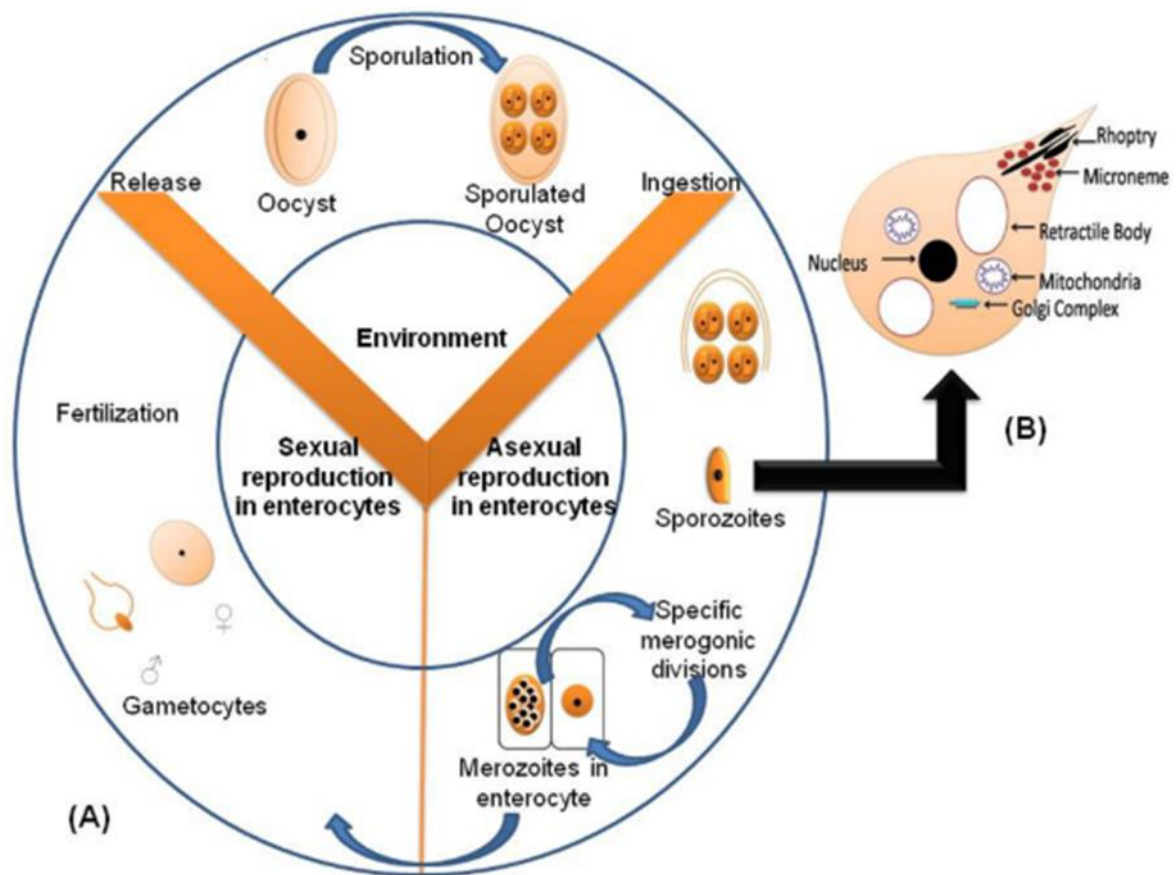 Sporulation
Release
Oocyst
Sporulated
Oocyst
Ingestion
Environment
Fertilization
Sexual
reproduction
in enterocytes
Asexual
reproduction
in enterocytes
Sporozoites
♀
♂
Gametocytes
Specific
merogonic
divisions
Merozoites in
enterocyte
(A)
Rhoptry
Microneme
Retractile Body
Nucleus
Mitochondria
Golgi Complex
(B)